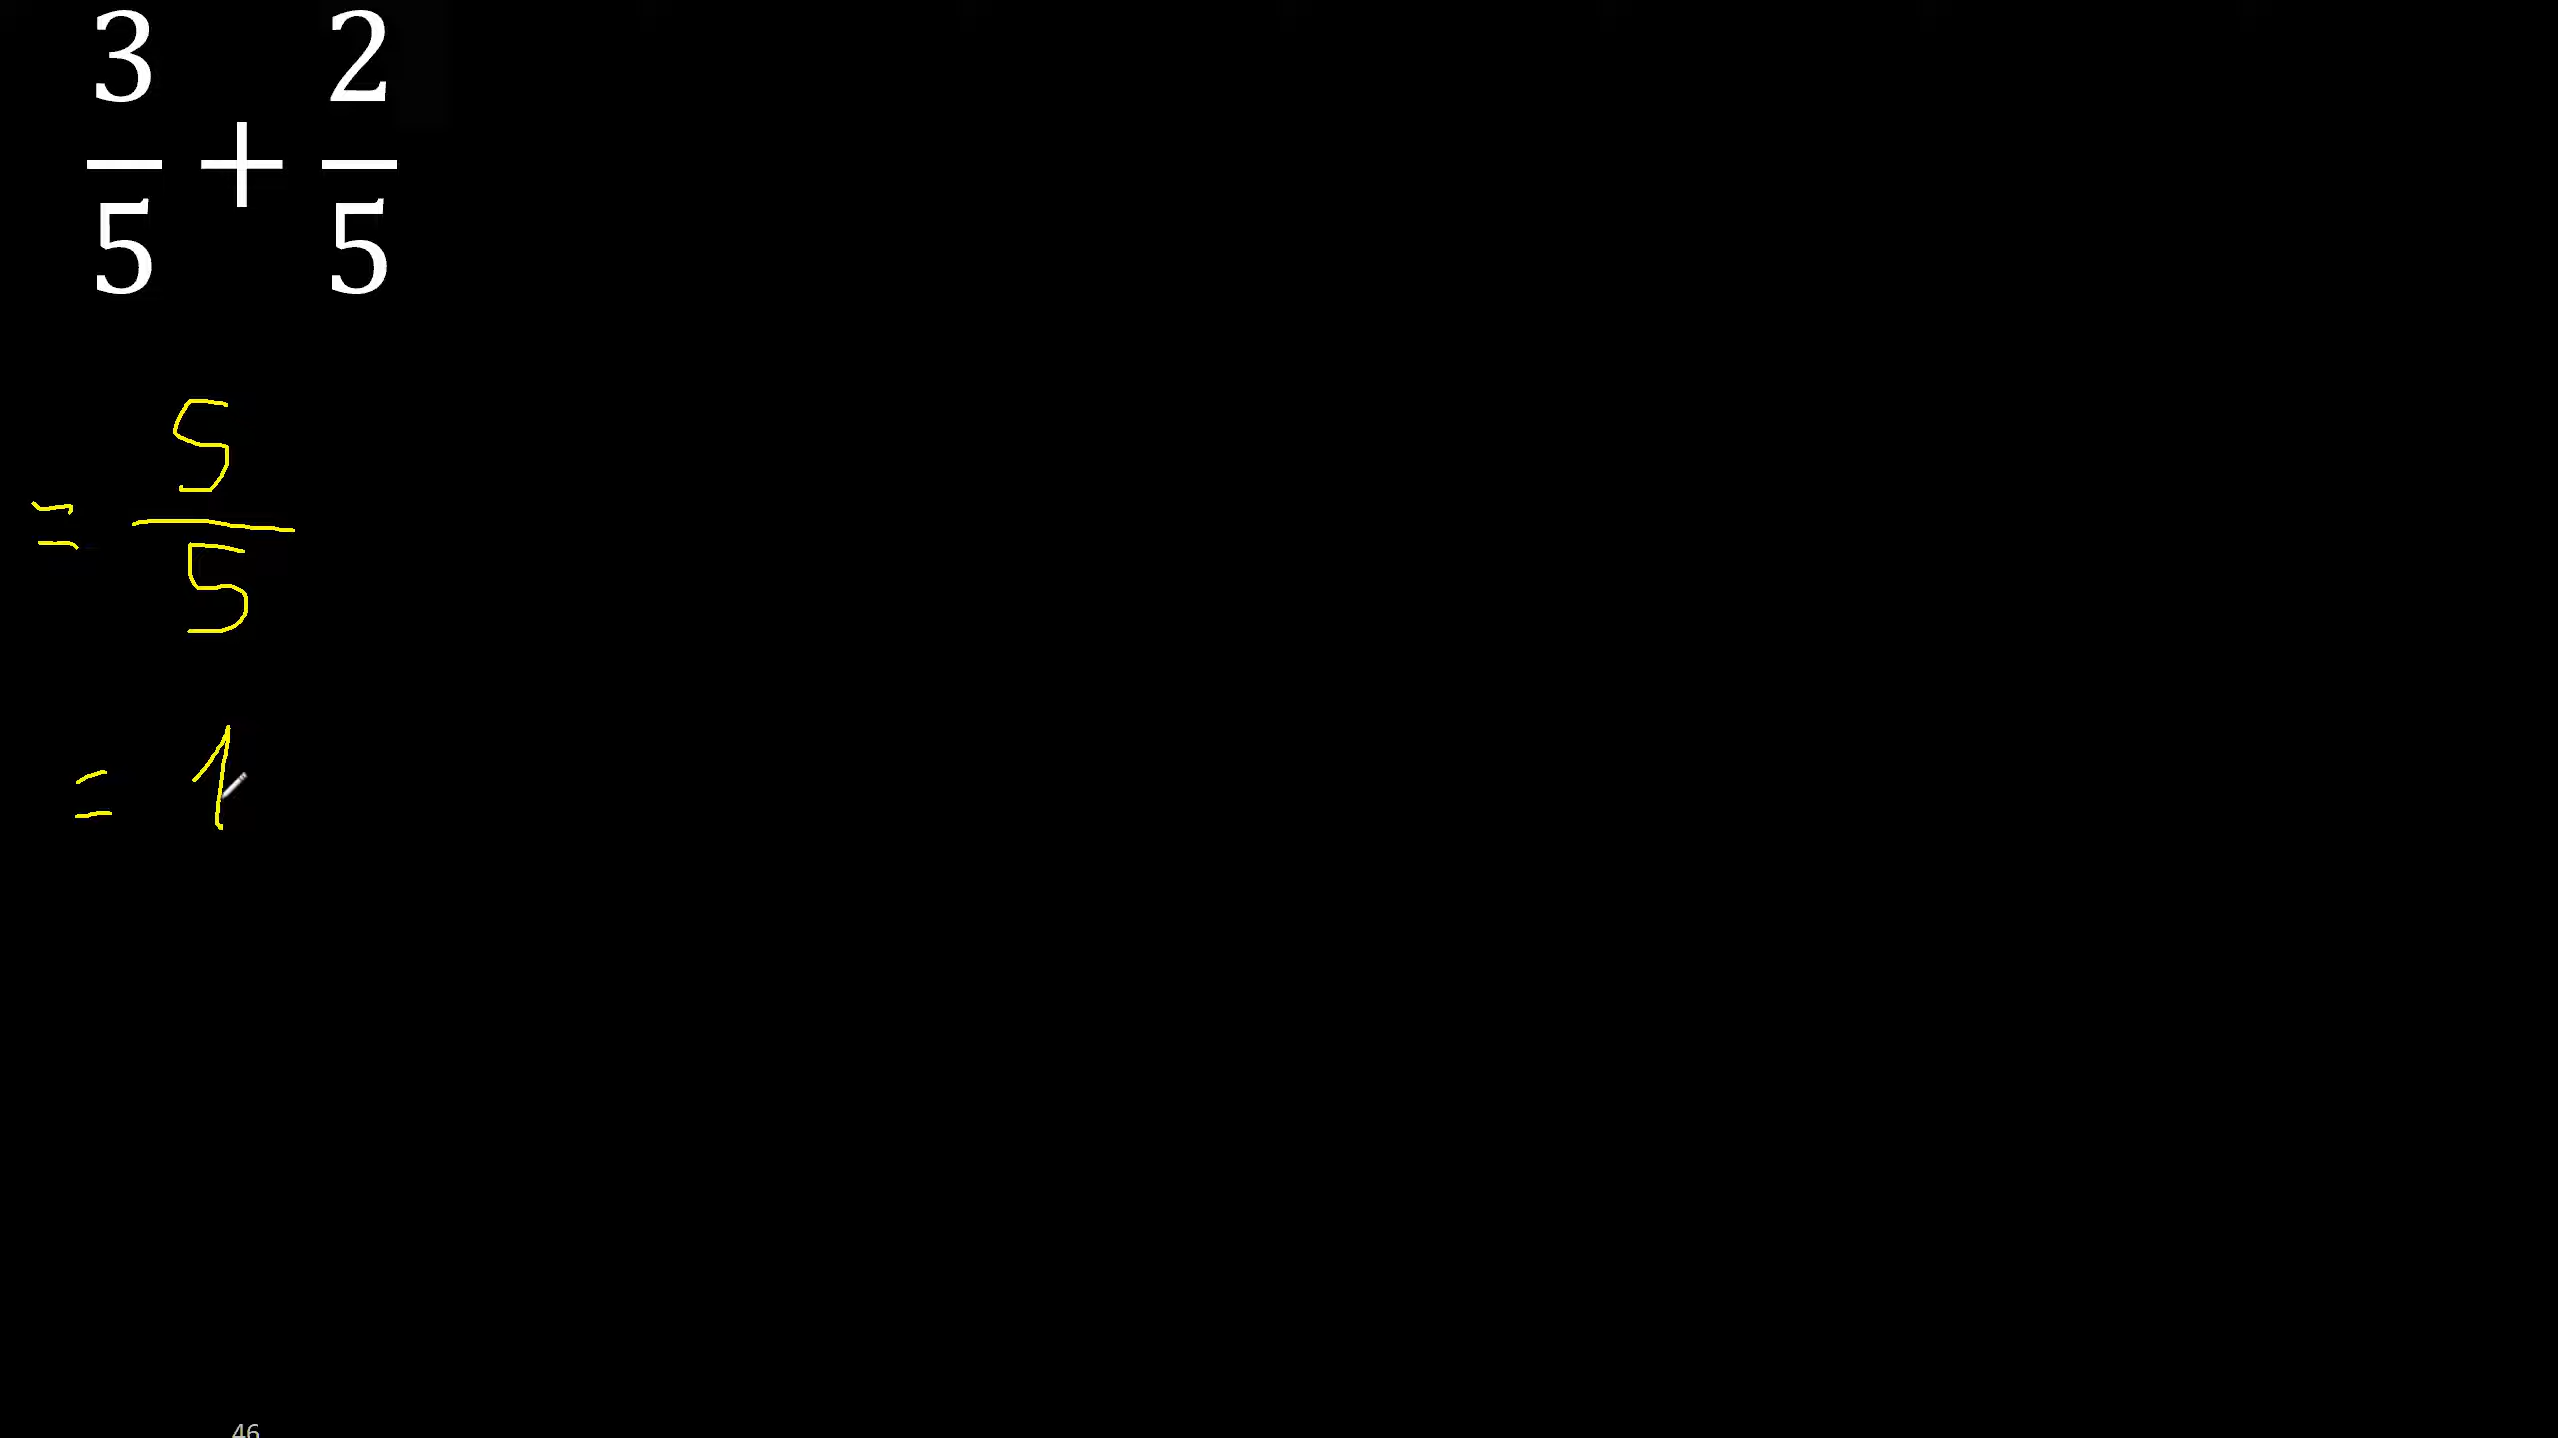 3/5 + 2/5
= 5/5
= 1
46